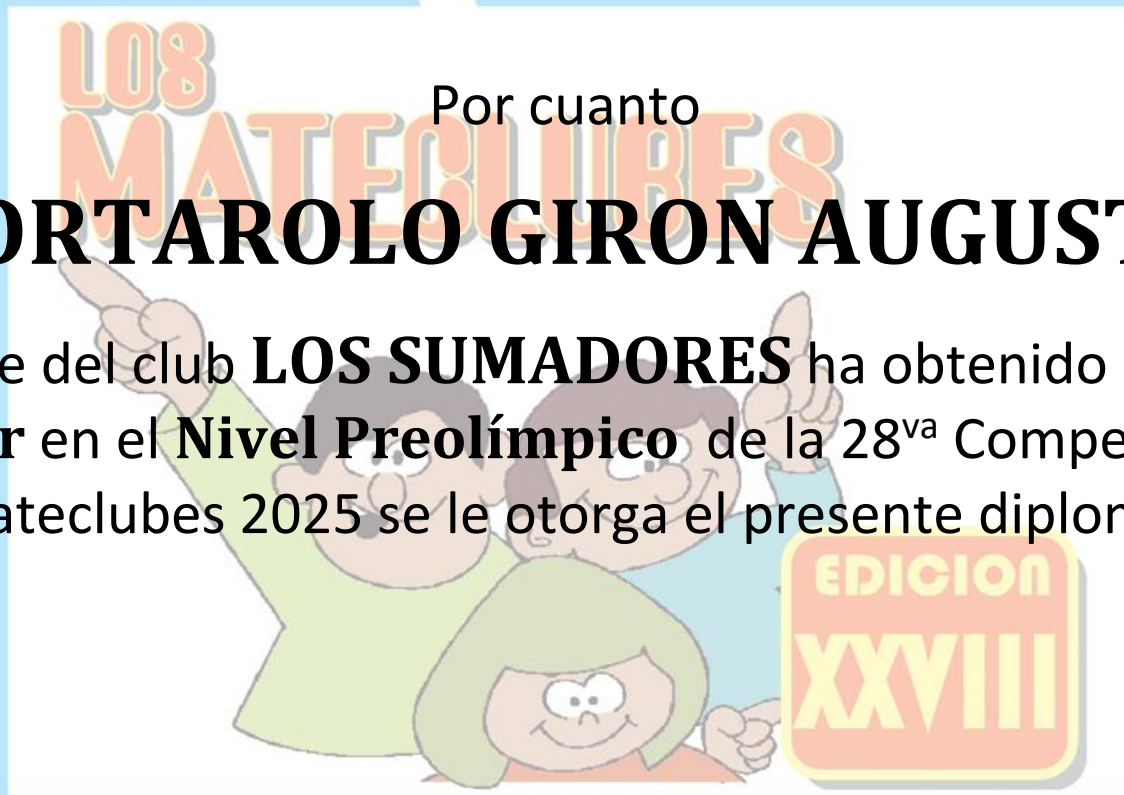 LOS
MATECLUBES
Por cuanto
ORTAROLO GIRON AUGUST
e del club LOS SUMADORES ha obtenido
r en el Nivel Preolímpico de la 28va Compe
ateclubes 2025 se le otorga el presente diplom
EDICION
XXVIII